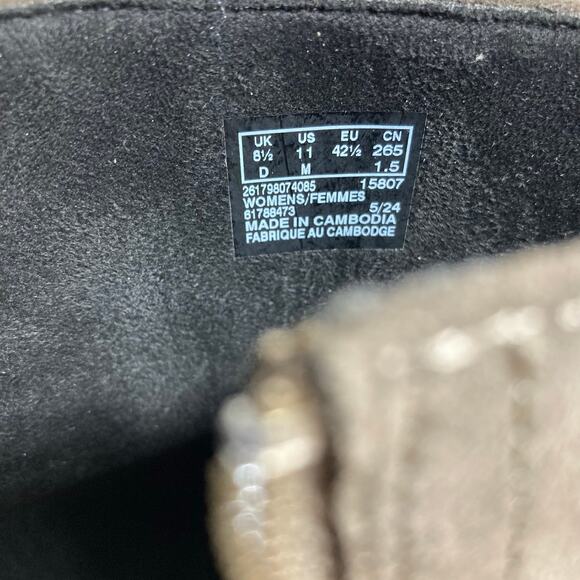 UK US EU CN
8½ 11 42½ 265
D M 1.5
261798074085 15807
WOMENS/FEMMES
61788473 5/24
MADE IN CAMBODIA
FABRIQUE AU CAMBODGE